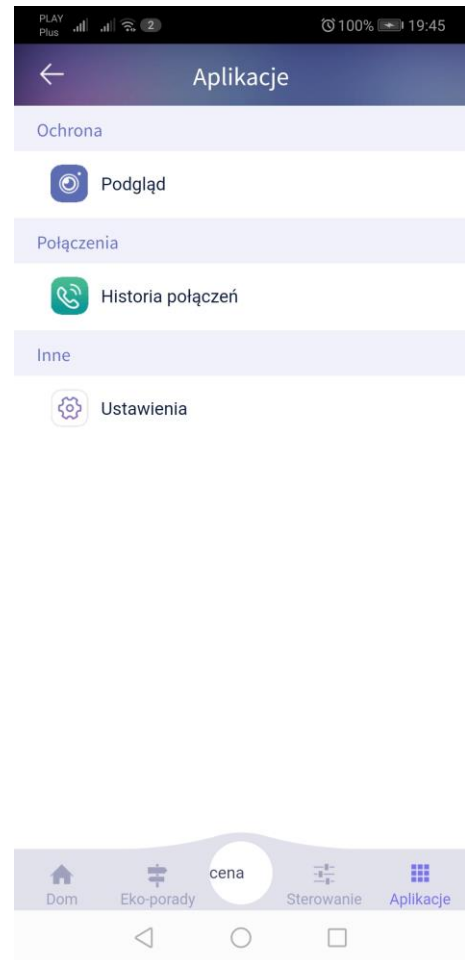 PLAY
Plus
2
100% 19:45
Aplikacje
Ochrona
Podgląd
Połączenia
Historia połączeń
Inne
Ustawienia
Dom Eko-porady cena Sterowanie Aplikacje